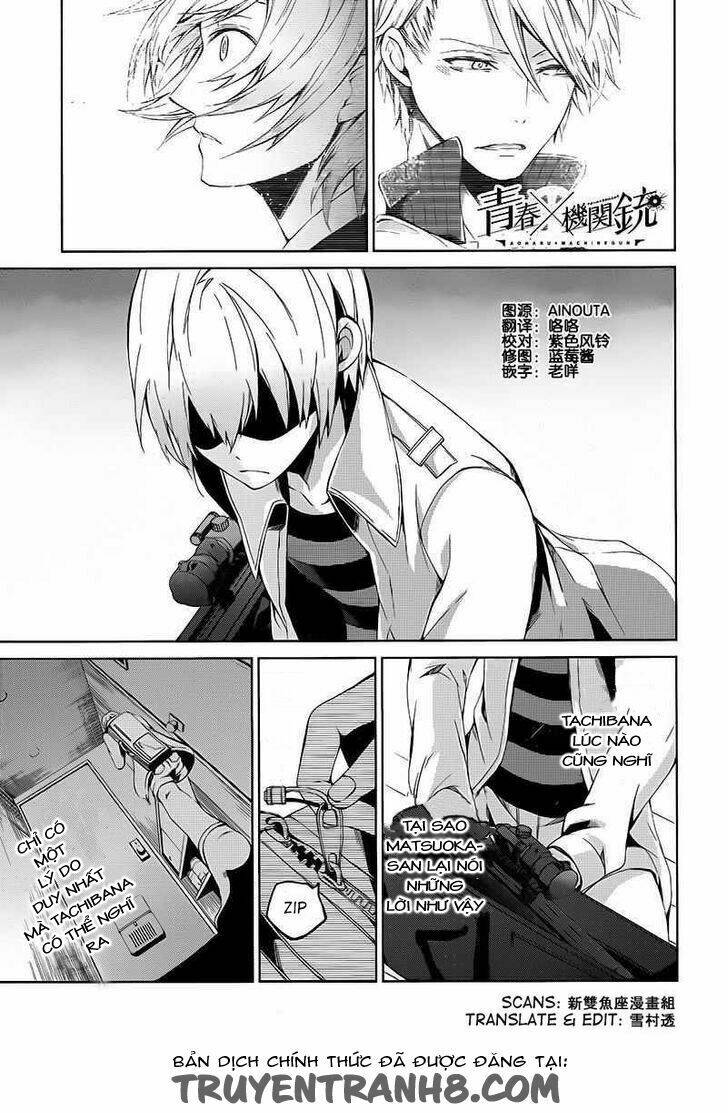 青春×機関銃
AOHARU×MACHINEGUN
图源: AINOUTA
翻译: 咯咯
校对: 紫色风铃
修图: 蓝莓酱
嵌字: 老咩
TACHIBANA
LÚC NÀO
CŨNG NGHĨ
TẠI SAO
MATSUOKA-
SAN LẠI NÓI
NHỮNG
LỜI NHƯ VẬY
ZIP
CHỈ CÓ
MỘT
LÝ DO
DUY NHẤT
MÀ TACHIBANA
CÓ THỂ NGHĨ
RA
SCANS: 新雙魚座漫畫組
TRANSLATE & EDIT: 雪村透
BẢN DỊCH CHÍNH THỨC ĐÃ ĐƯỢC ĐĂNG TẠI:
TRUYENTRANH8.COM